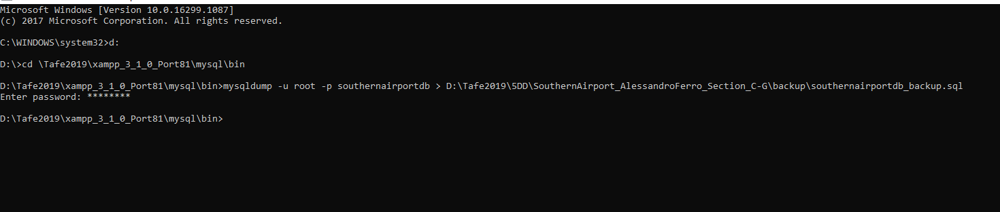 Microsoft Windows [Version 10.0.16299.1087]
(c) 2017 Microsoft Corporation. All rights reserved.
C:\WINDOWS\system32>d:
D:\>cd \Tafe2019\xampp_3_1_0_Port81\mysql\bin
D:\Tafe2019\xampp_3_1_0_Port81\mysql\bin>mysqldump -u root -p southernairportdb > D:\Tafe2019\5DD\SouthernAirport_AlessandroFerro_Section_C-G\backup\southernairportdb_backup.sql
Enter password: ********
D:\Tafe2019\xampp_3_1_0_Port81\mysql\bin>